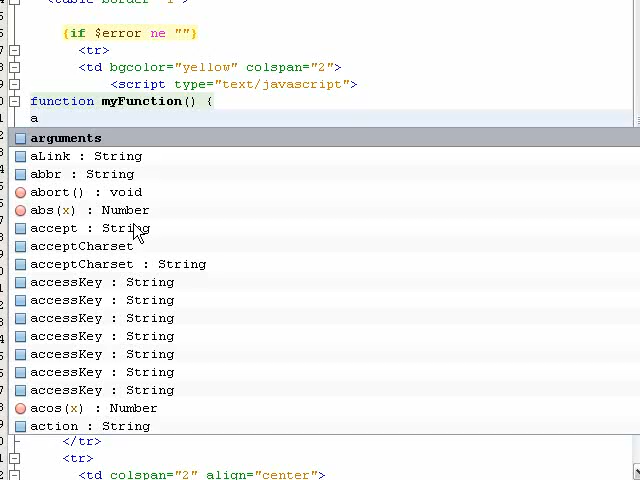 <table border="1">
{if $error ne ""}
<tr>
<td bgcolor="yellow" colspan="2">
<script type="text/javascript">
function myFunction() {
a
arguments
aLink : String
abbr : String
abort() : void
abs(x) : Number
accept : String
acceptCharset
acceptCharset : String
accessKey : String
accessKey : String
accessKey : String
accessKey : String
accessKey : String
accessKey : String
accessKey : String
acos(x) : Number
action : String
</tr>
<tr>
<td colspan="2" align="center">